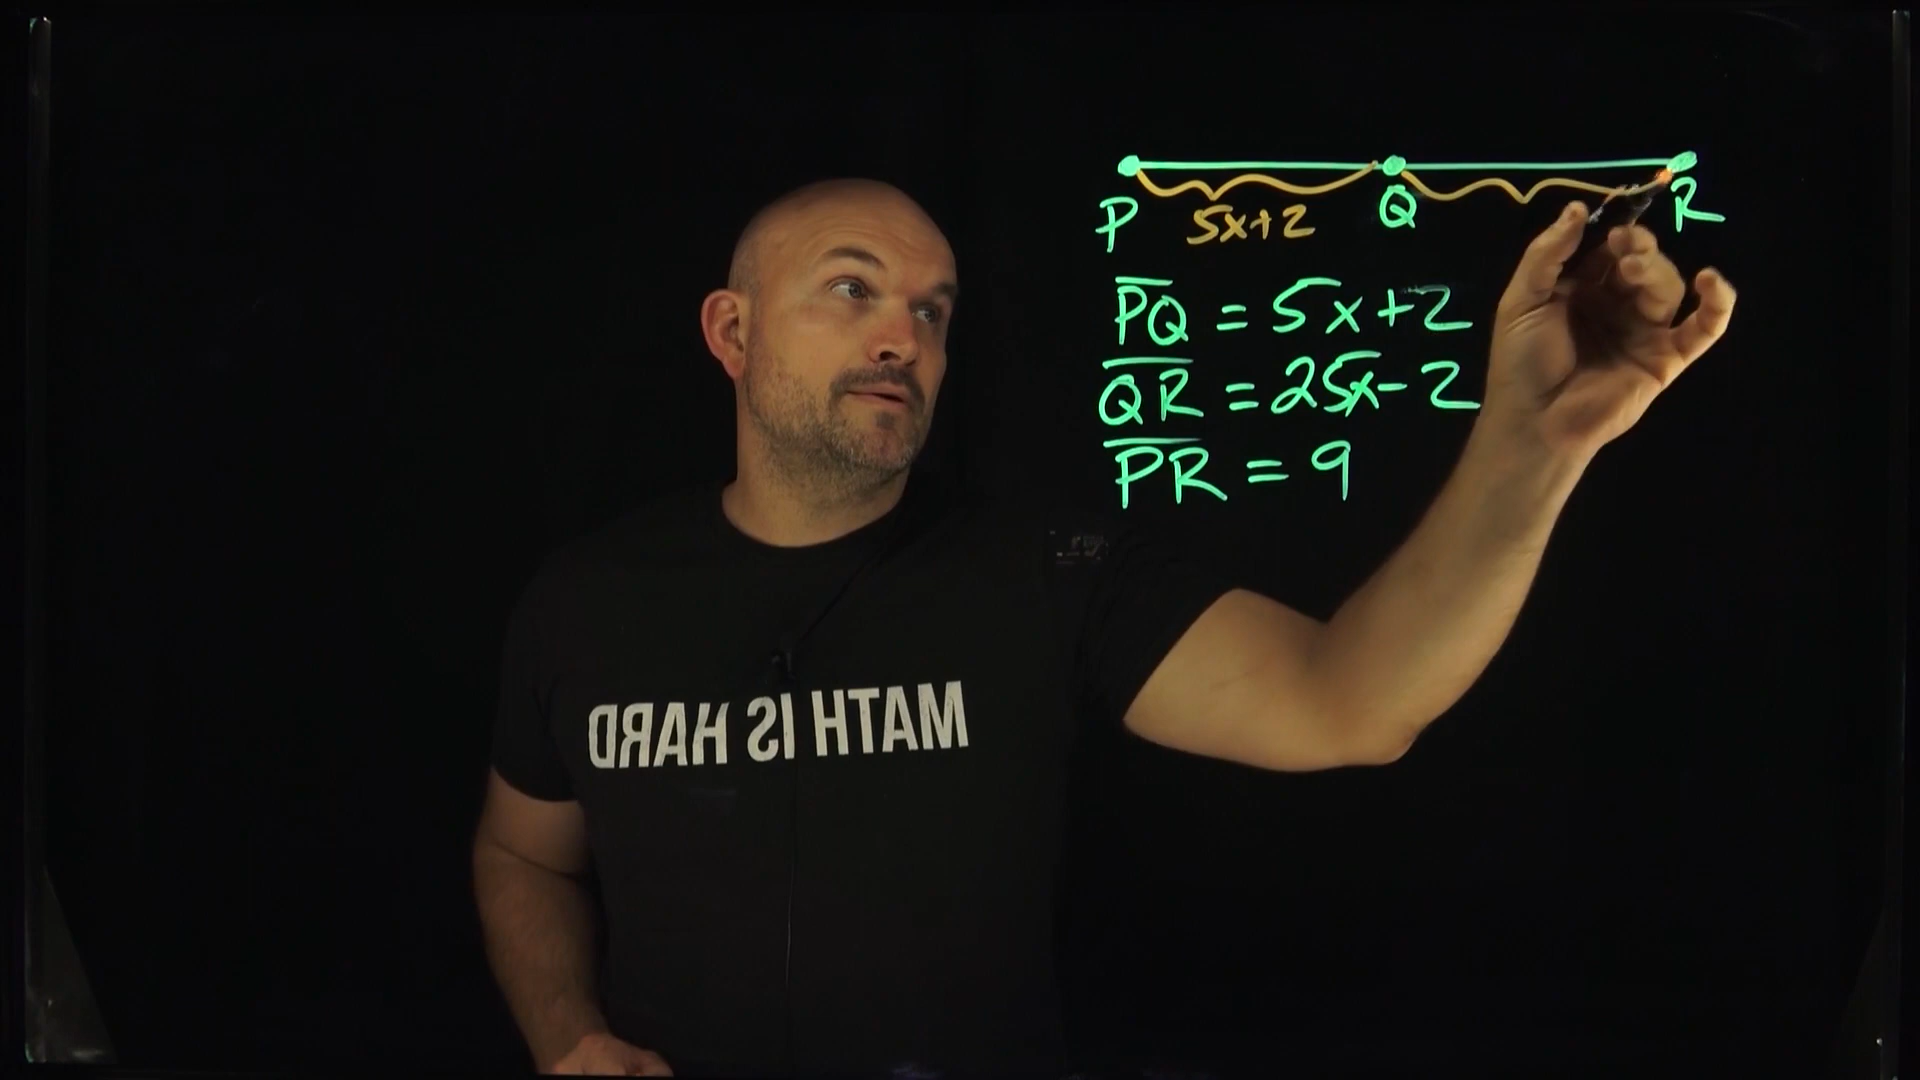 P 5x+2 Q R
PQ = 5x+2
QR = 25x-2
PR = 9
MATH IS HARD